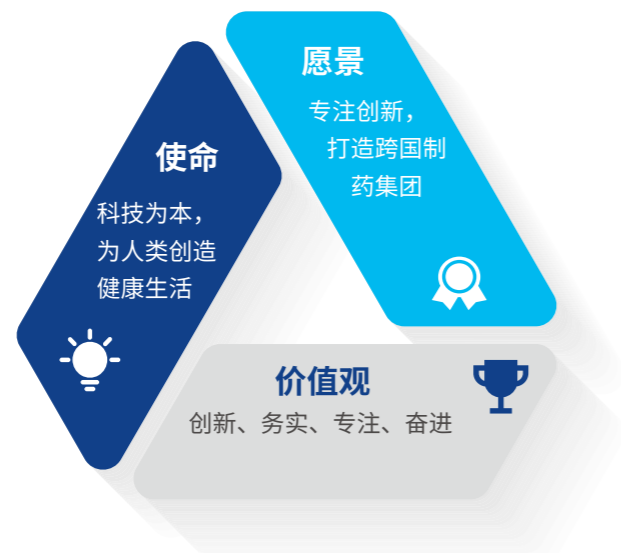 使命
科技为本，
为人类创造
健康生活
愿景
专注创新，
打造跨国制
药集团
价值观
创新、务实、专注、奋进